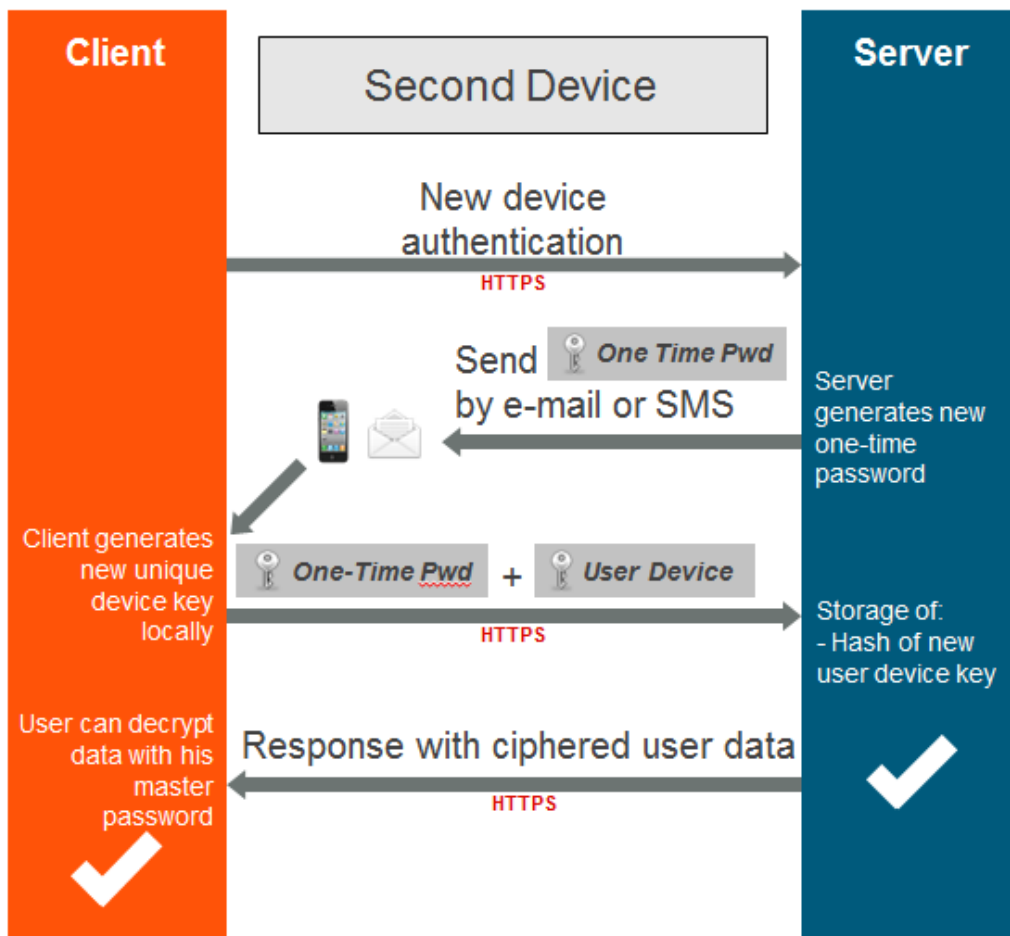 Client
Second Device
Server
New device
authentication
HTTPS
Send One Time Pwd
by e-mail or SMS
Server
generates new
one-time
password
Client generates
new unique
device key
locally
One-Time Pwd + User Device
HTTPS
Storage of:
- Hash of new
user device key
User can decrypt
data with his
master
password
Response with ciphered user data
HTTPS